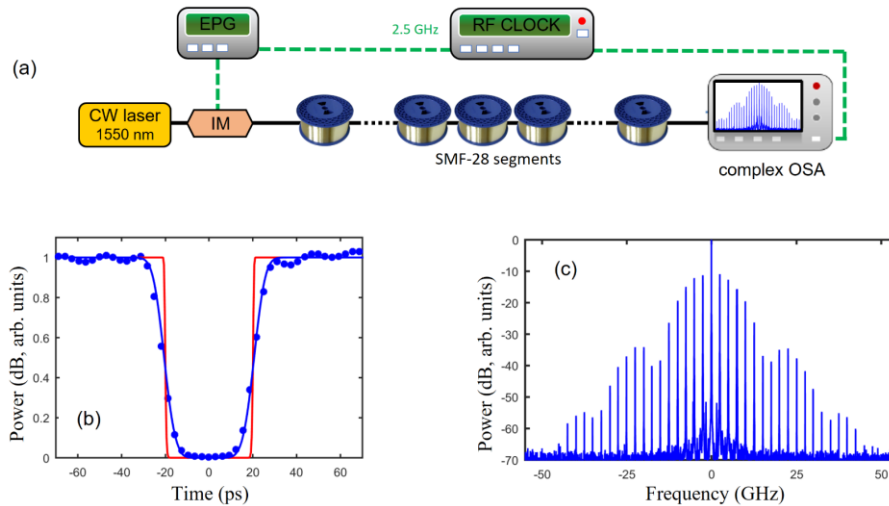 EPG
RF CLOCK
2.5 GHz
(a)
CW laser
1550 nm
IM
SMF-28 segments
complex OSA
Power (dB, arb. units)
1
0.8
0.6
0.4
0.2
0
(b)
-60 -40 -20 0 20 40 60
Time (ps)
Power (dB, arb. units)
0
-10
-20
-30
-40
-50
-60
-70
(c)
-50 -25 0 25 50
Frequency (GHz)